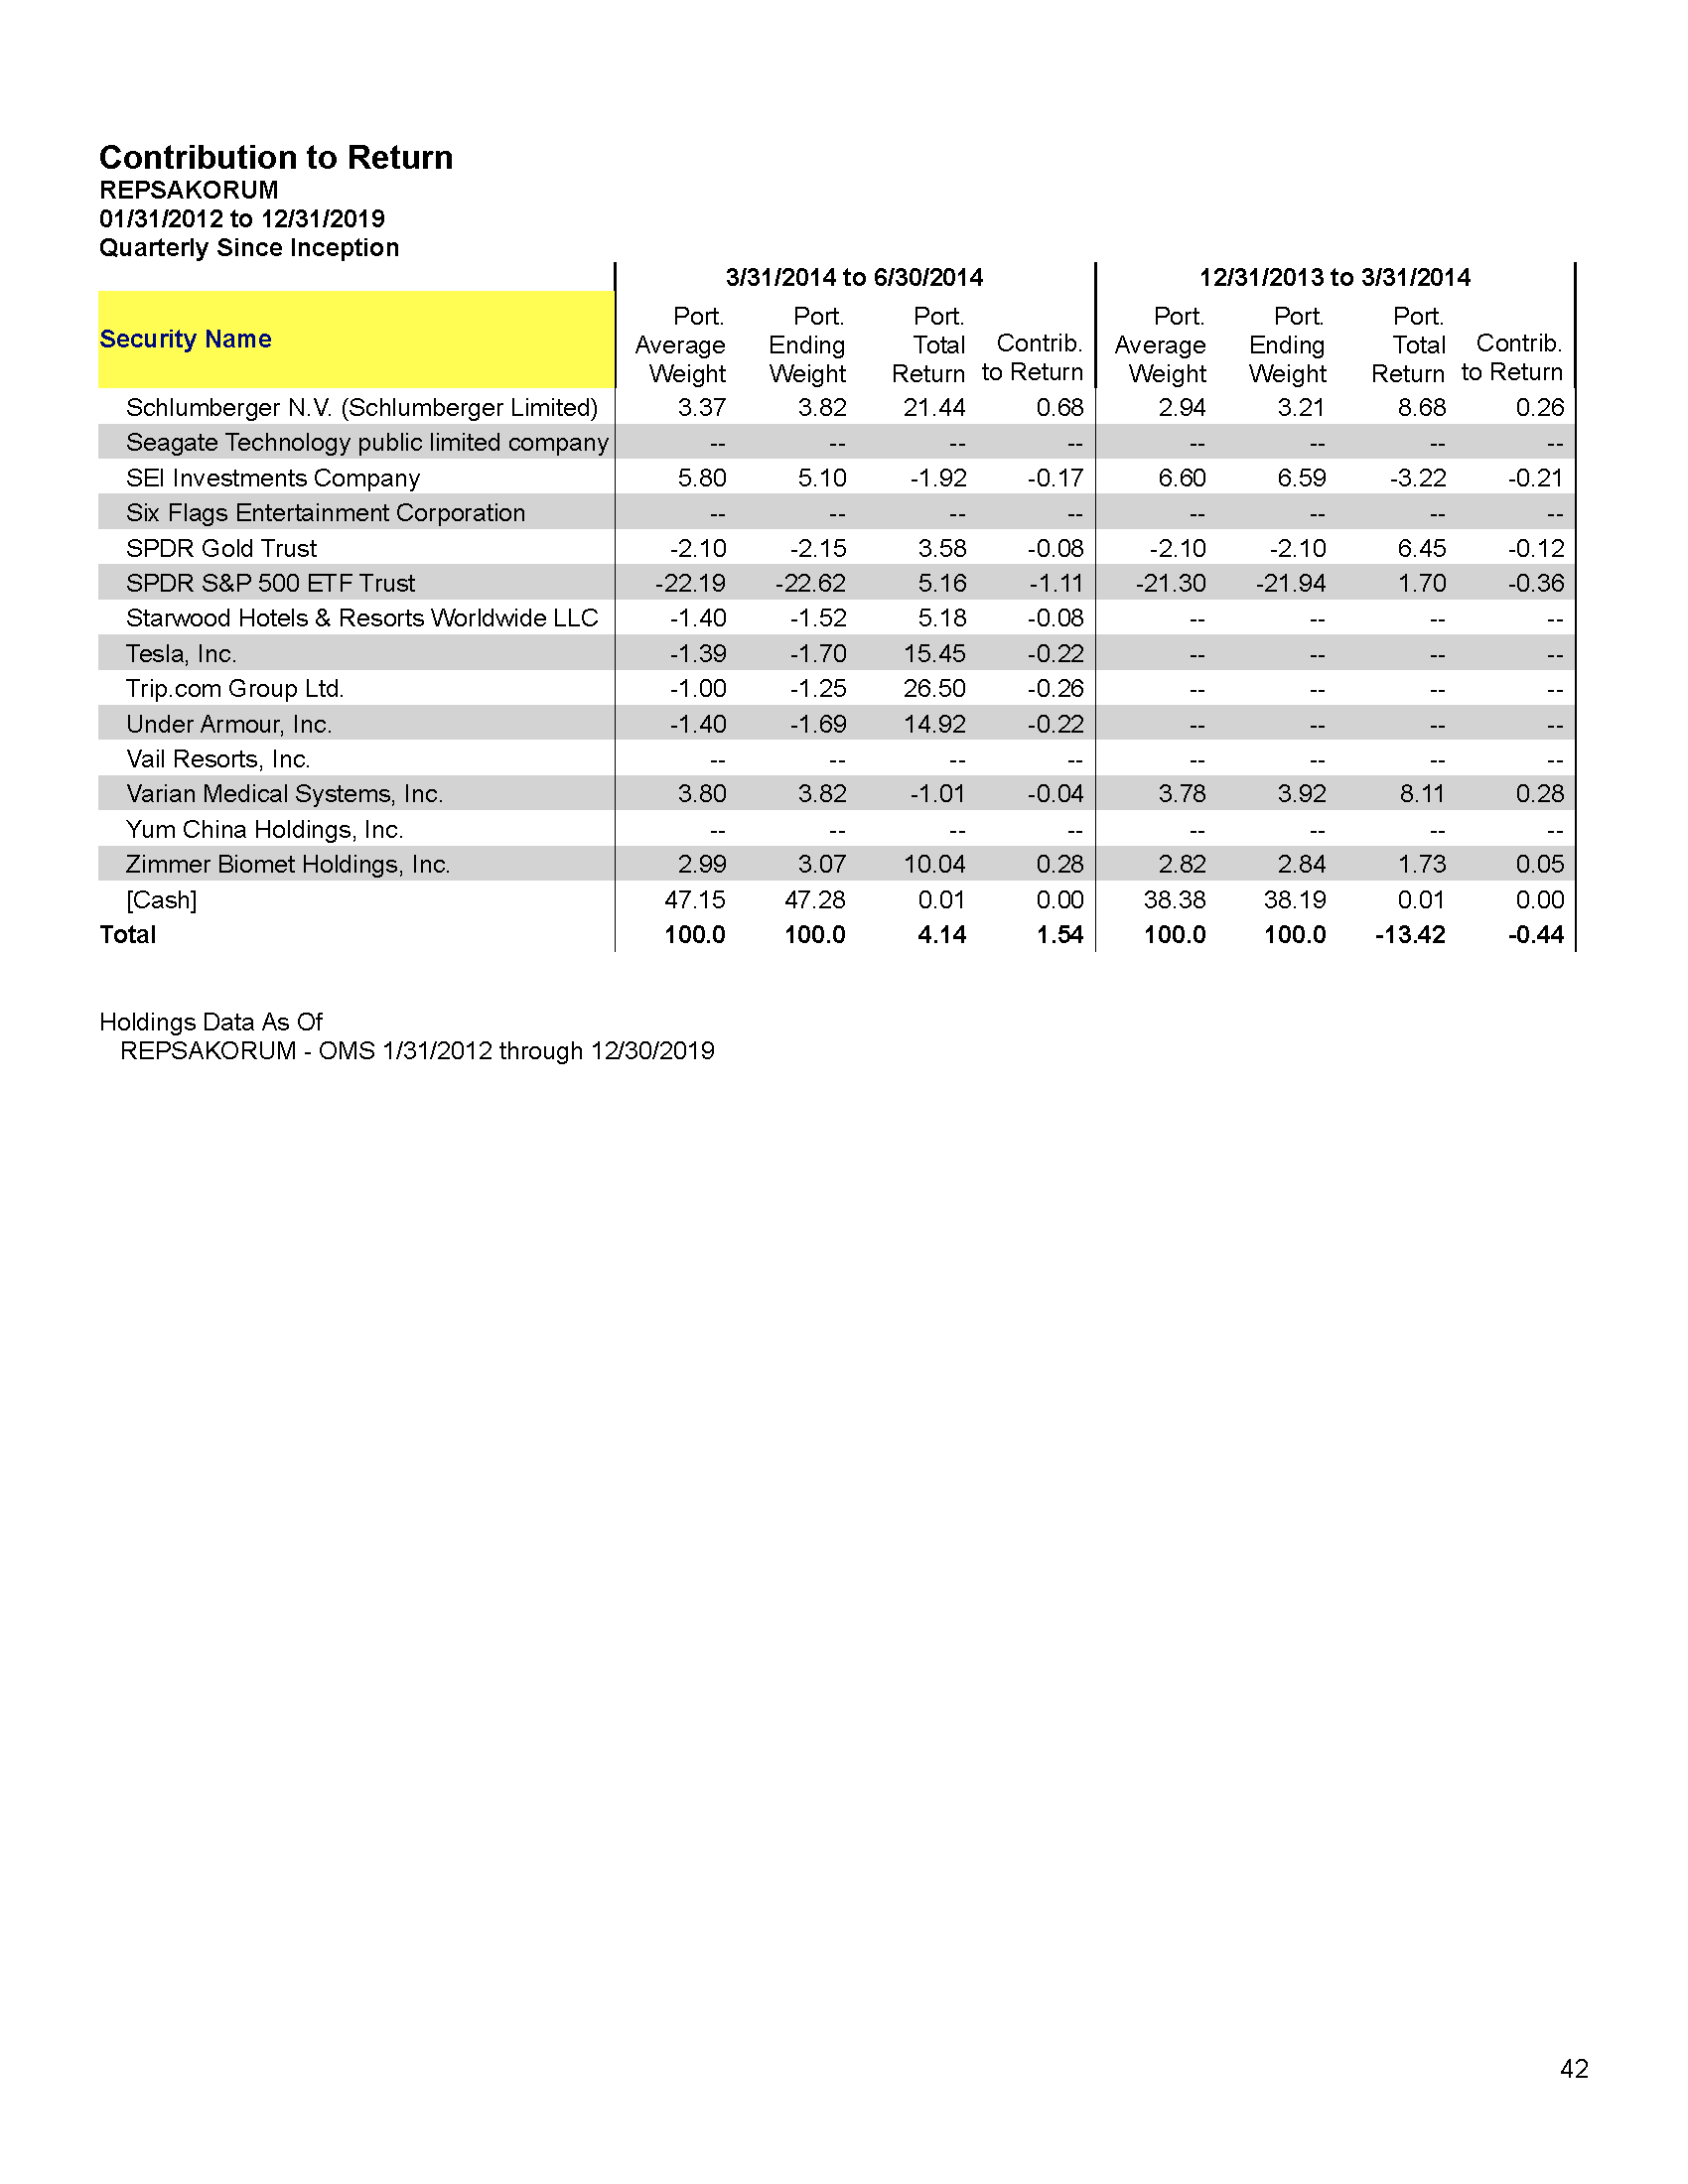 Contribution to Return
REPSAKORUM
01/31/2012 to 12/31/2019
Quarterly Since Inception
3/31/2014 to 6/30/2014 12/31/2013 to 3/31/2014
Security Name Port. Average Weight Port. Ending Weight Port. Total Return Contrib. to Return Port. Average Weight Port. Ending Weight Port. Total Return Contrib. to Return
Schlumberger N.V. (Schlumberger Limited) 3.37 3.82 21.44 0.68 2.94 3.21 8.68 0.26
Seagate Technology public limited company -- -- -- -- -- -- -- --
SEI Investments Company 5.80 5.10 -1.92 -0.17 6.60 6.59 -3.22 -0.21
Six Flags Entertainment Corporation -- -- -- -- -- -- -- --
SPDR Gold Trust -2.10 -2.15 3.58 -0.08 -2.10 -2.10 6.45 -0.12
SPDR S&P 500 ETF Trust -22.19 -22.62 5.16 -1.11 -21.30 -21.94 1.70 -0.36
Starwood Hotels & Resorts Worldwide LLC -1.40 -1.52 5.18 -0.08 -- -- -- --
Tesla, Inc. -1.39 -1.70 15.45 -0.22 -- -- -- --
Trip.com Group Ltd. -1.00 -1.25 26.50 -0.26 -- -- -- --
Under Armour, Inc. -1.40 -1.69 14.92 -0.22 -- -- -- --
Vail Resorts, Inc. -- -- -- -- -- -- -- --
Varian Medical Systems, Inc. 3.80 3.82 -1.01 -0.04 3.78 3.92 8.11 0.28
Yum China Holdings, Inc. -- -- -- -- -- -- -- --
Zimmer Biomet Holdings, Inc. 2.99 3.07 10.04 0.28 2.82 2.84 1.73 0.05
[Cash] 47.15 47.28 0.01 0.00 38.38 38.19 0.01 0.00
Total 100.0 100.0 4.14 1.54 100.0 100.0 -13.42 -0.44
Holdings Data As Of
REPSAKORUM - OMS 1/31/2012 through 12/30/2019
42